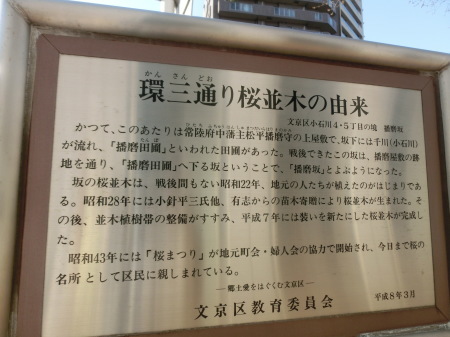 かん さん どお
環三通り桜並木の由来
文京区小石川4・5丁目の境 播磨坂
かつて、このあたりは常陸府中藩主松平播磨守の上屋敷で、坂下には千川(小石川)
が流れ、「播磨田圃」といわれた田圃があった。戦後できたこの坂は、播磨屋敷の跡
地を通り、「播磨田圃」へ下る坂ということで、「播磨坂」とよぶようになった。
坂の桜並木は、戦後間もない昭和22年、地元の人たちが植えたのがはじまりであ
る。昭和28年には小針平三氏他、有志からの苗木寄贈により桜並木が生まれた。そ
の後、並木植樹帯の整備がすすみ、平成7年には装いを新たにした桜並木が完成し
た。
昭和43年には「桜まつり」が地元町会・婦人会の協力で開始され、今日まで桜の
名所として区民に親しまれている。
―郷土愛をはぐくむ文京区―
文京区教育委員会
平成8年3月